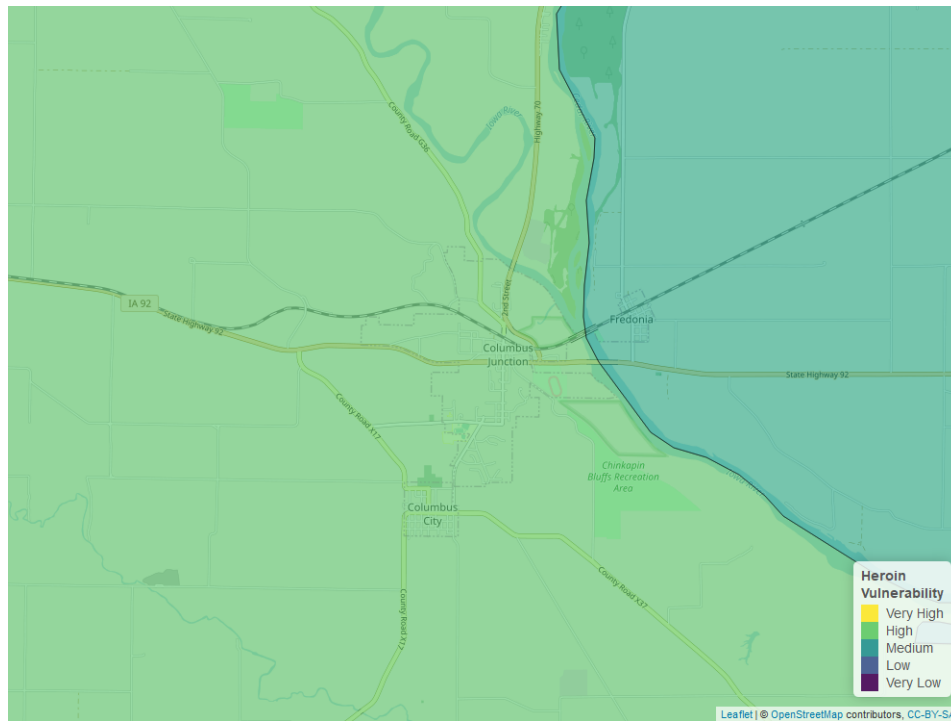 Iowa River
County Road G36
Highway 70
2nd Street
IA 92
State Highway 92
Fredonia
Columbus
Junction
State Highway 92
County Road X17
Chinkapin
Bluffs Recreation
Area
Columbus
City
County Road X17
County Road X37
Heroin
Vulnerability
Very High
High
Medium
Low
Very Low
Leaflet | © OpenStreetMap contributors, CC-BY-SA